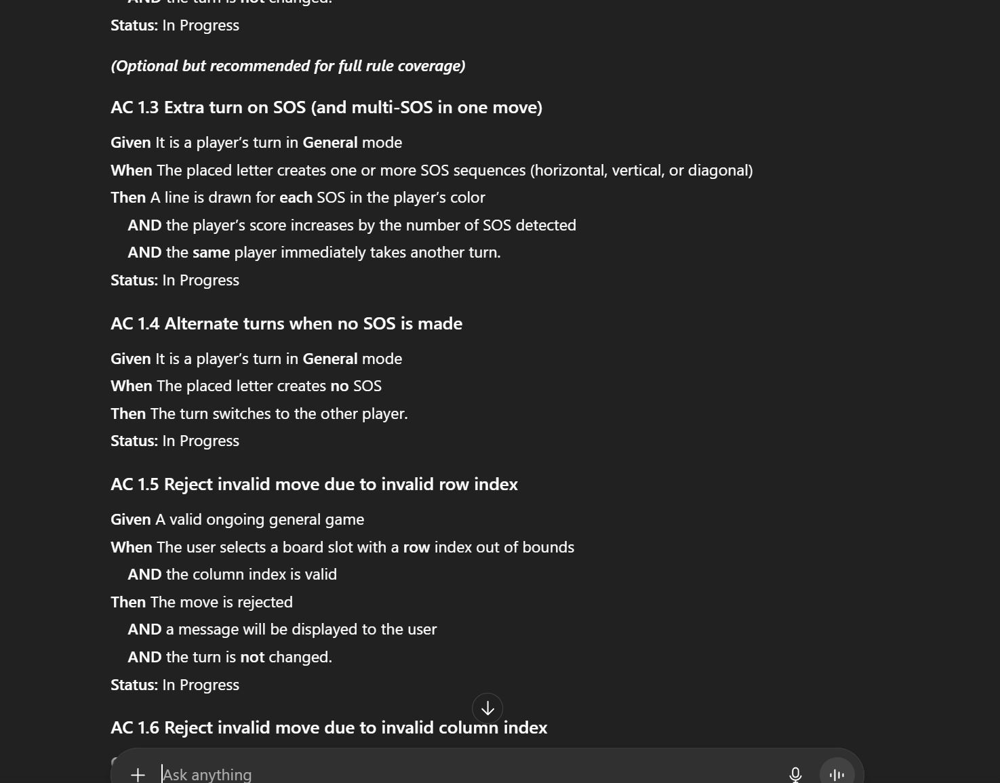 AND the turn is not changed.
Status: In Progress
(Optional but recommended for full rule coverage)
AC 1.3 Extra turn on SOS (and multi-SOS in one move)
Given It is a player’s turn in General mode
When The placed letter creates one or more SOS sequences (horizontal, vertical, or diagonal)
Then A line is drawn for each SOS in the player’s color
AND the player’s score increases by the number of SOS detected
AND the same player immediately takes another turn.
Status: In Progress
AC 1.4 Alternate turns when no SOS is made
Given It is a player’s turn in General mode
When The placed letter creates no SOS
Then The turn switches to the other player.
Status: In Progress
AC 1.5 Reject invalid move due to invalid row index
Given A valid ongoing general game
When The user selects a board slot with a row index out of bounds
AND the column index is valid
Then The move is rejected
AND a message will be displayed to the user
AND the turn is not changed.
Status: In Progress
AC 1.6 Reject invalid move due to invalid column index
Ask anything